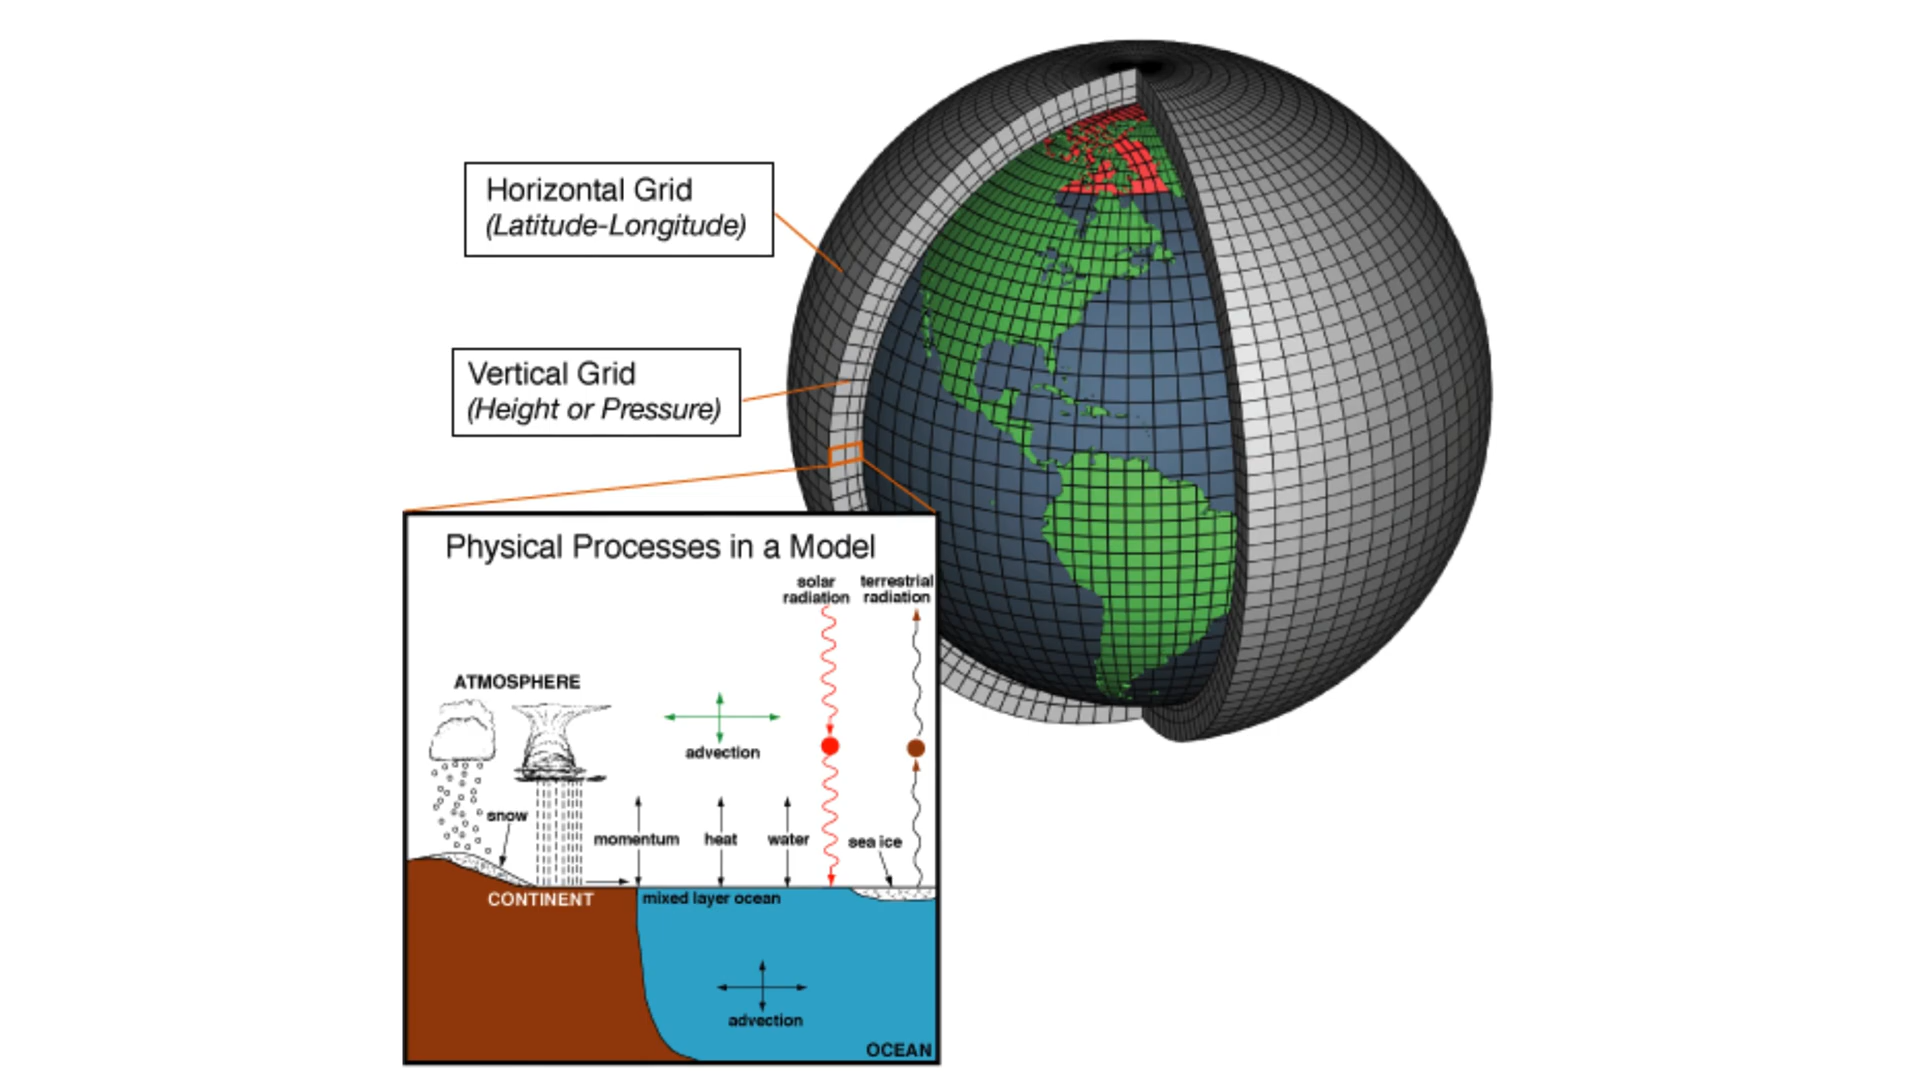 Horizontal Grid
(Latitude-Longitude)
Vertical Grid
(Height or Pressure)
Physical Processes in a Model
solar
radiation
terrestrial
radiation
ATMOSPHERE
advection
snow
momentum
heat
water
sea ice
CONTINENT
mixed layer ocean
advection
OCEAN